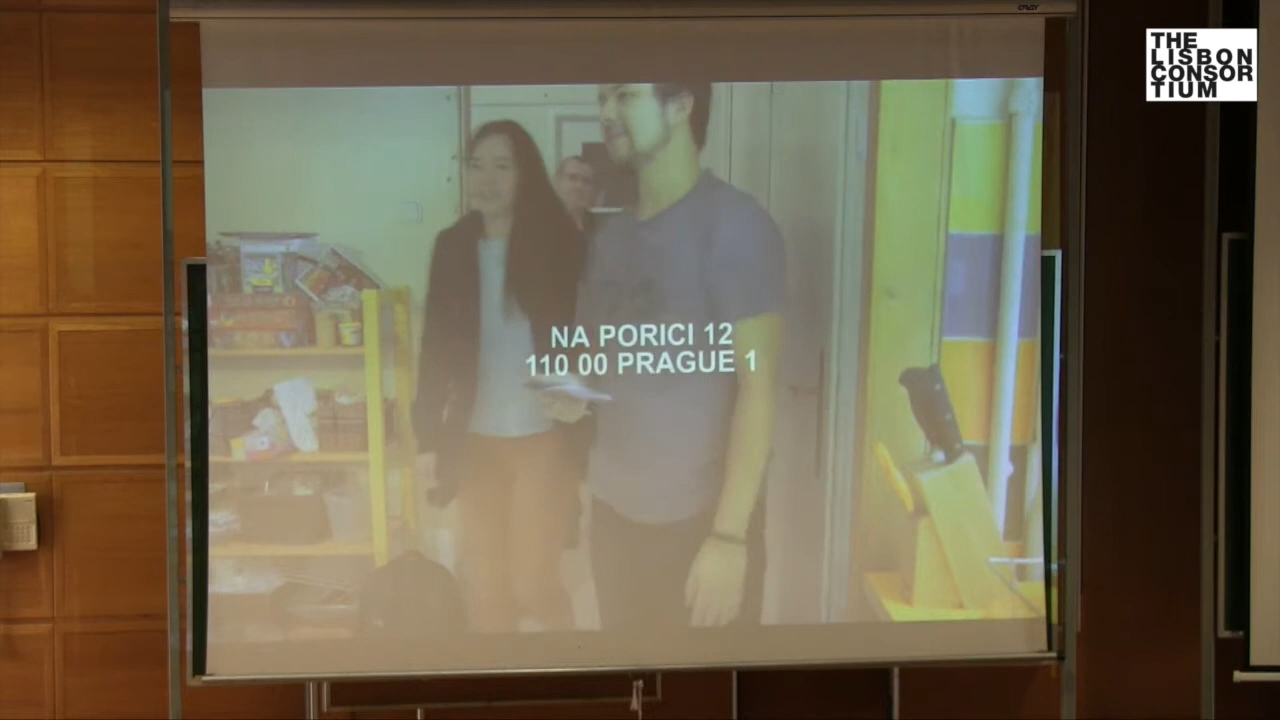 THE
LISBON
CONSOR
TIUM
NA PORICI 12
110 00 PRAGUE 1